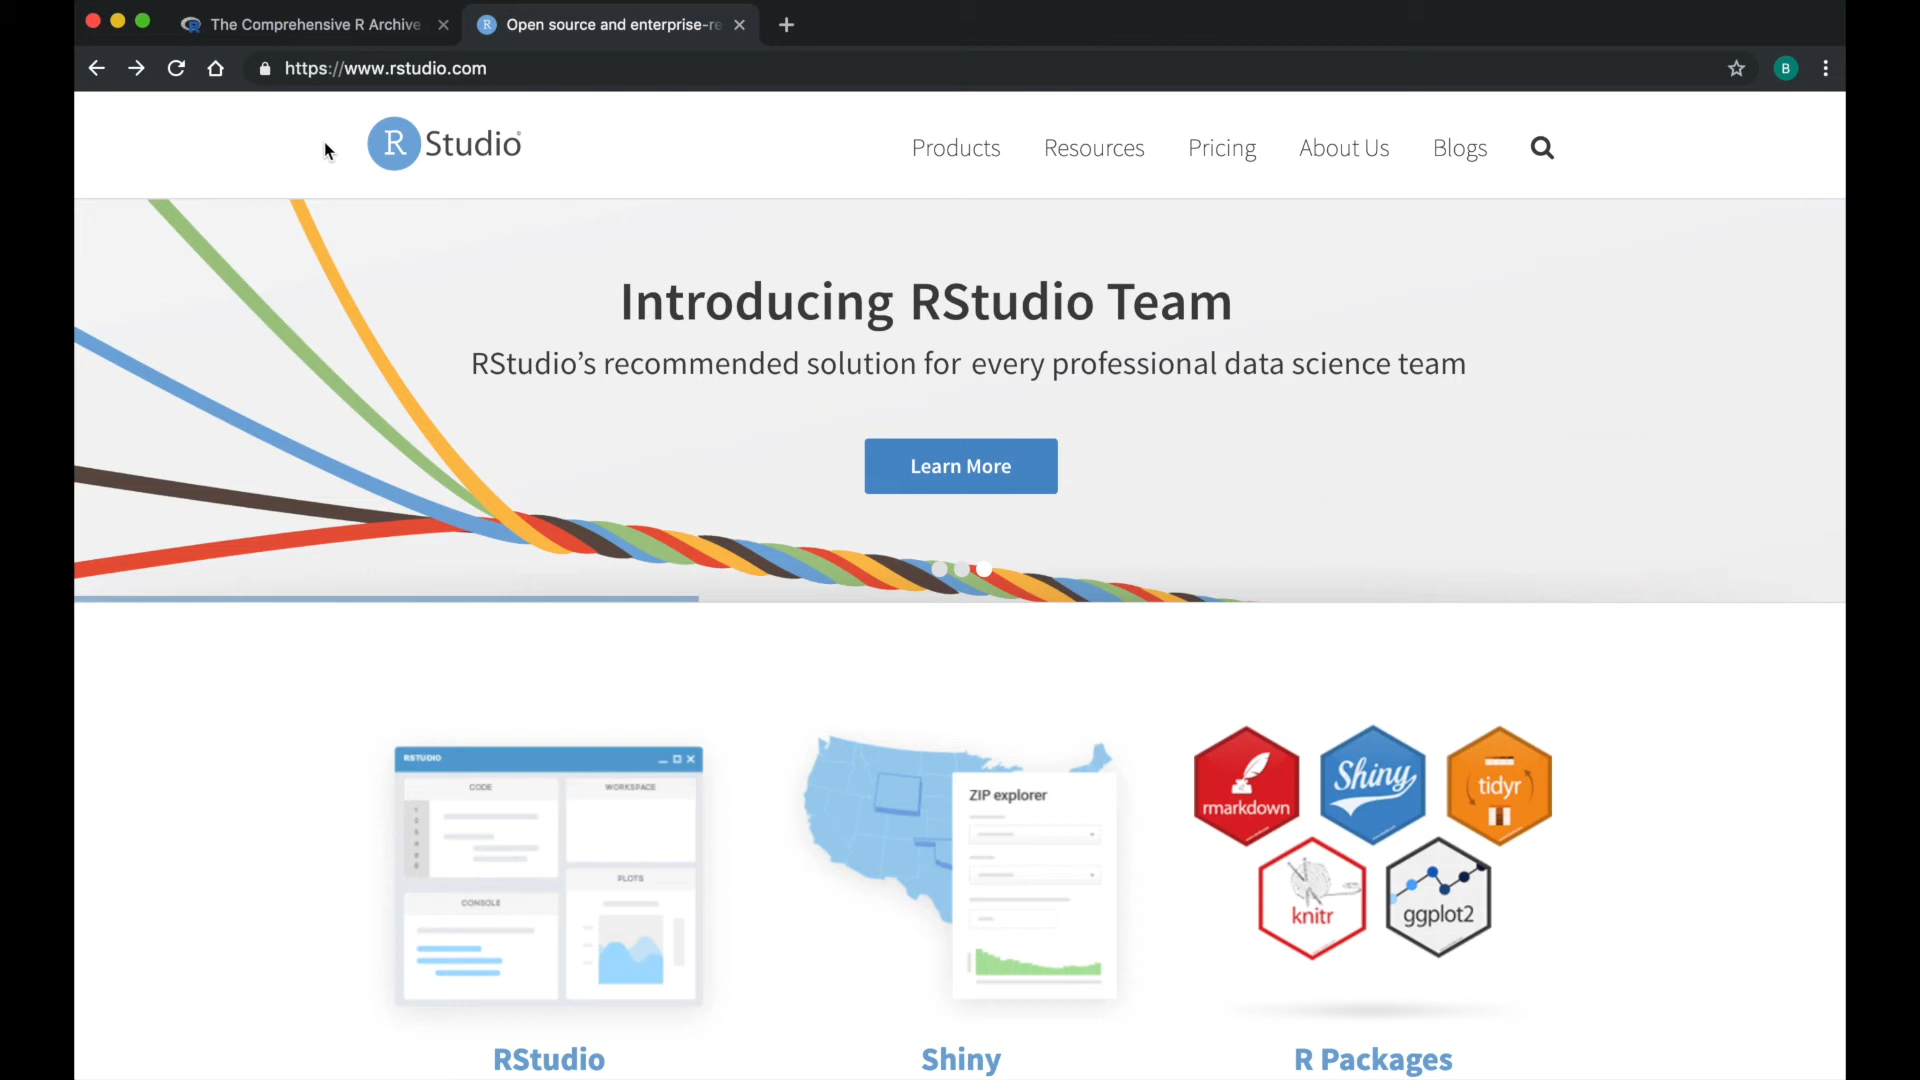 The Comprehensive R Archive
Open source and enterprise-re
https://www.rstudio.com
B
R Studio
Products
Resources
Pricing
About Us
Blogs
Introducing RStudio Team
RStudio’s recommended solution for every professional data science team
Learn More
RSTUDIO
CODE
WORKSPACE
PLOTS
CONSOLE
ZIP explorer
rmarkdown
Shiny
tidyr
knitr
ggplot2
RStudio
Shiny
R Packages